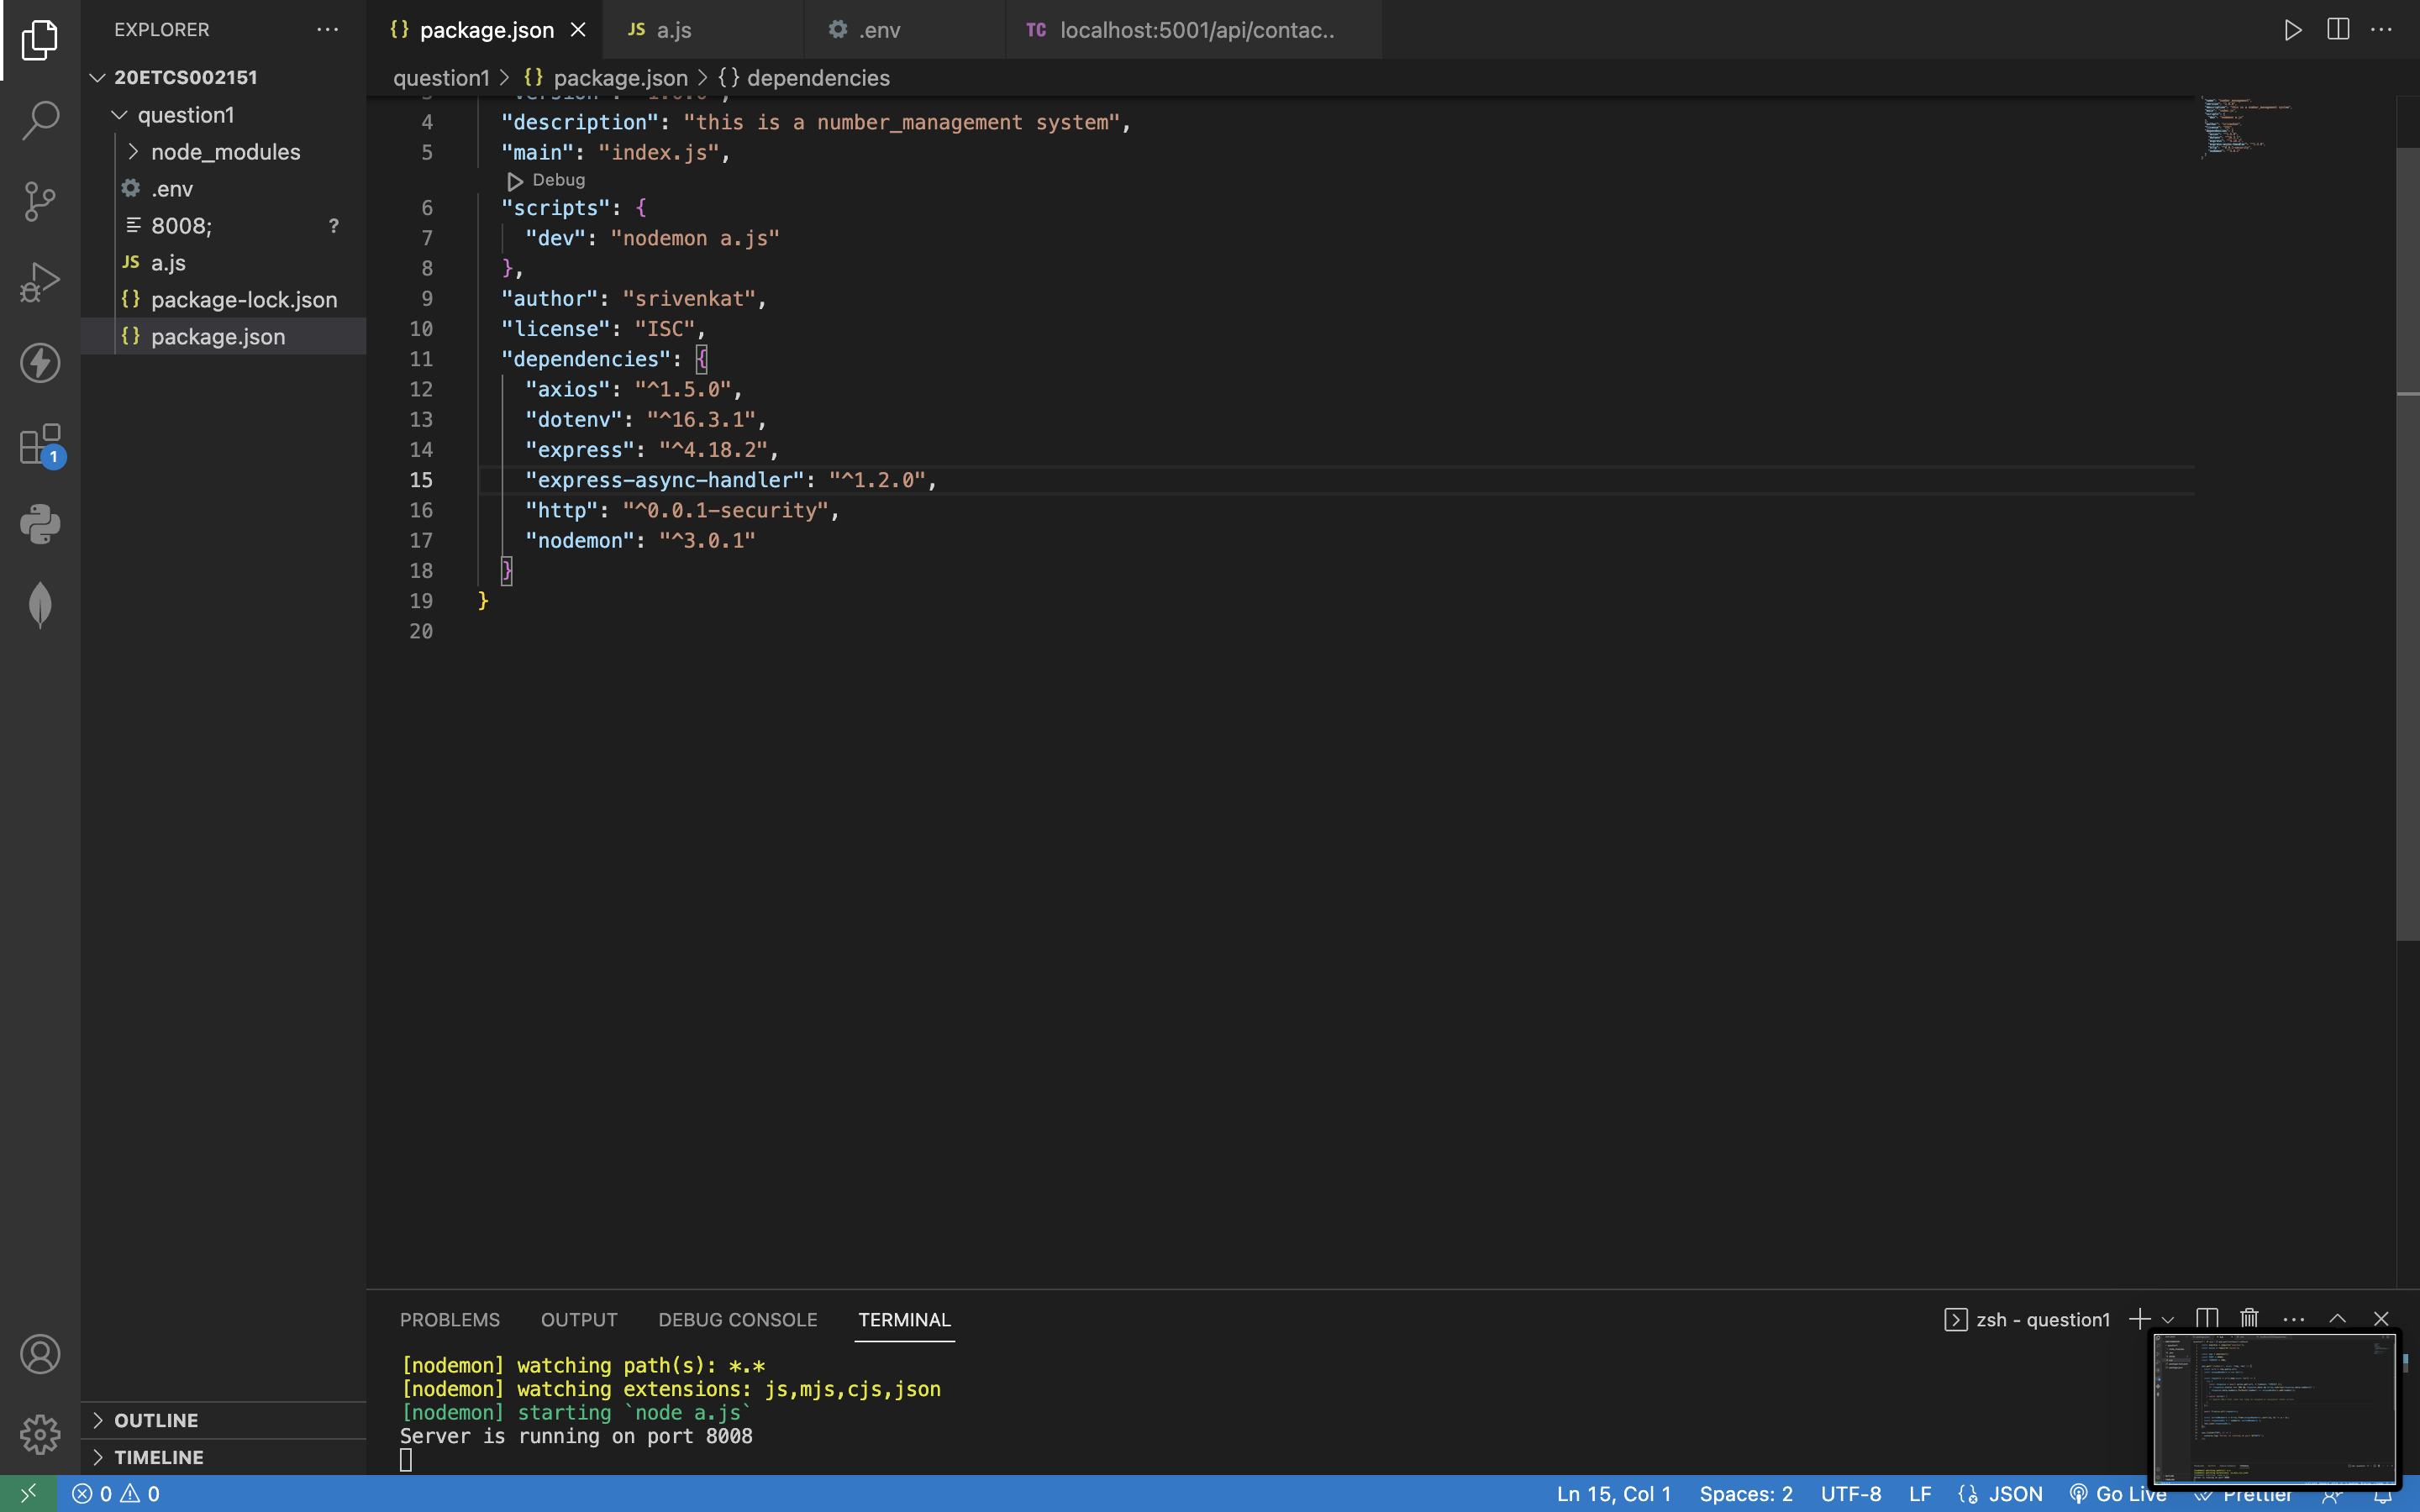 EXPLORER
20ETCS002151
question1
node_modules
.env
8008; ?
a.js
package-lock.json
package.json
OUTLINE
TIMELINE
1
package.json
JS a.js
.env
TC localhost:5001/api/contac..
question1 > {} package.json > {} dependencies
4 "description": "this is a number_management system",
5 "main": "index.js",
Debug
6 "scripts": {
7 "dev": "nodemon a.js"
8 },
9 "author": "srivenkat",
10 "license": "ISC",
11 "dependencies": {
12 "axios": "^1.5.0",
13 "dotenv": "^16.3.1",
14 "express": "^4.18.2",
15 "express-async-handler": "^1.2.0",
16 "http": "^0.0.1-security",
17 "nodemon": "^3.0.1"
18 }
19 }
20
PROBLEMS OUTPUT DEBUG CONSOLE TERMINAL
zsh - question1
[nodemon] watching path(s): *.*
[nodemon] watching extensions: js,mjs,cjs,json
[nodemon] starting `node a.js`
Server is running on port 8008
0 0 Ln 15, Col 1 Spaces: 2 UTF-8 LF {} JSON Go Live Prettier